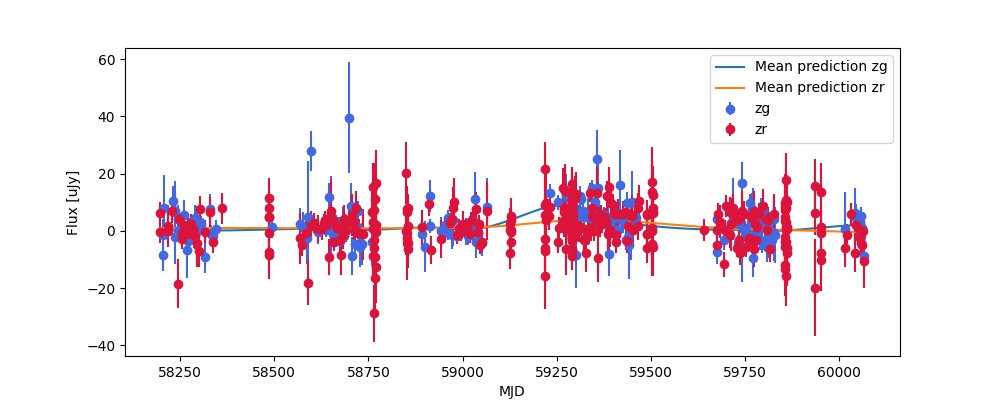 60
40
20
0
−20
−40
Flux [uJy]
58250
58500
58750
59000
59250
59500
59750
60000
MJD
Mean prediction zg
Mean prediction zr
zg
zr